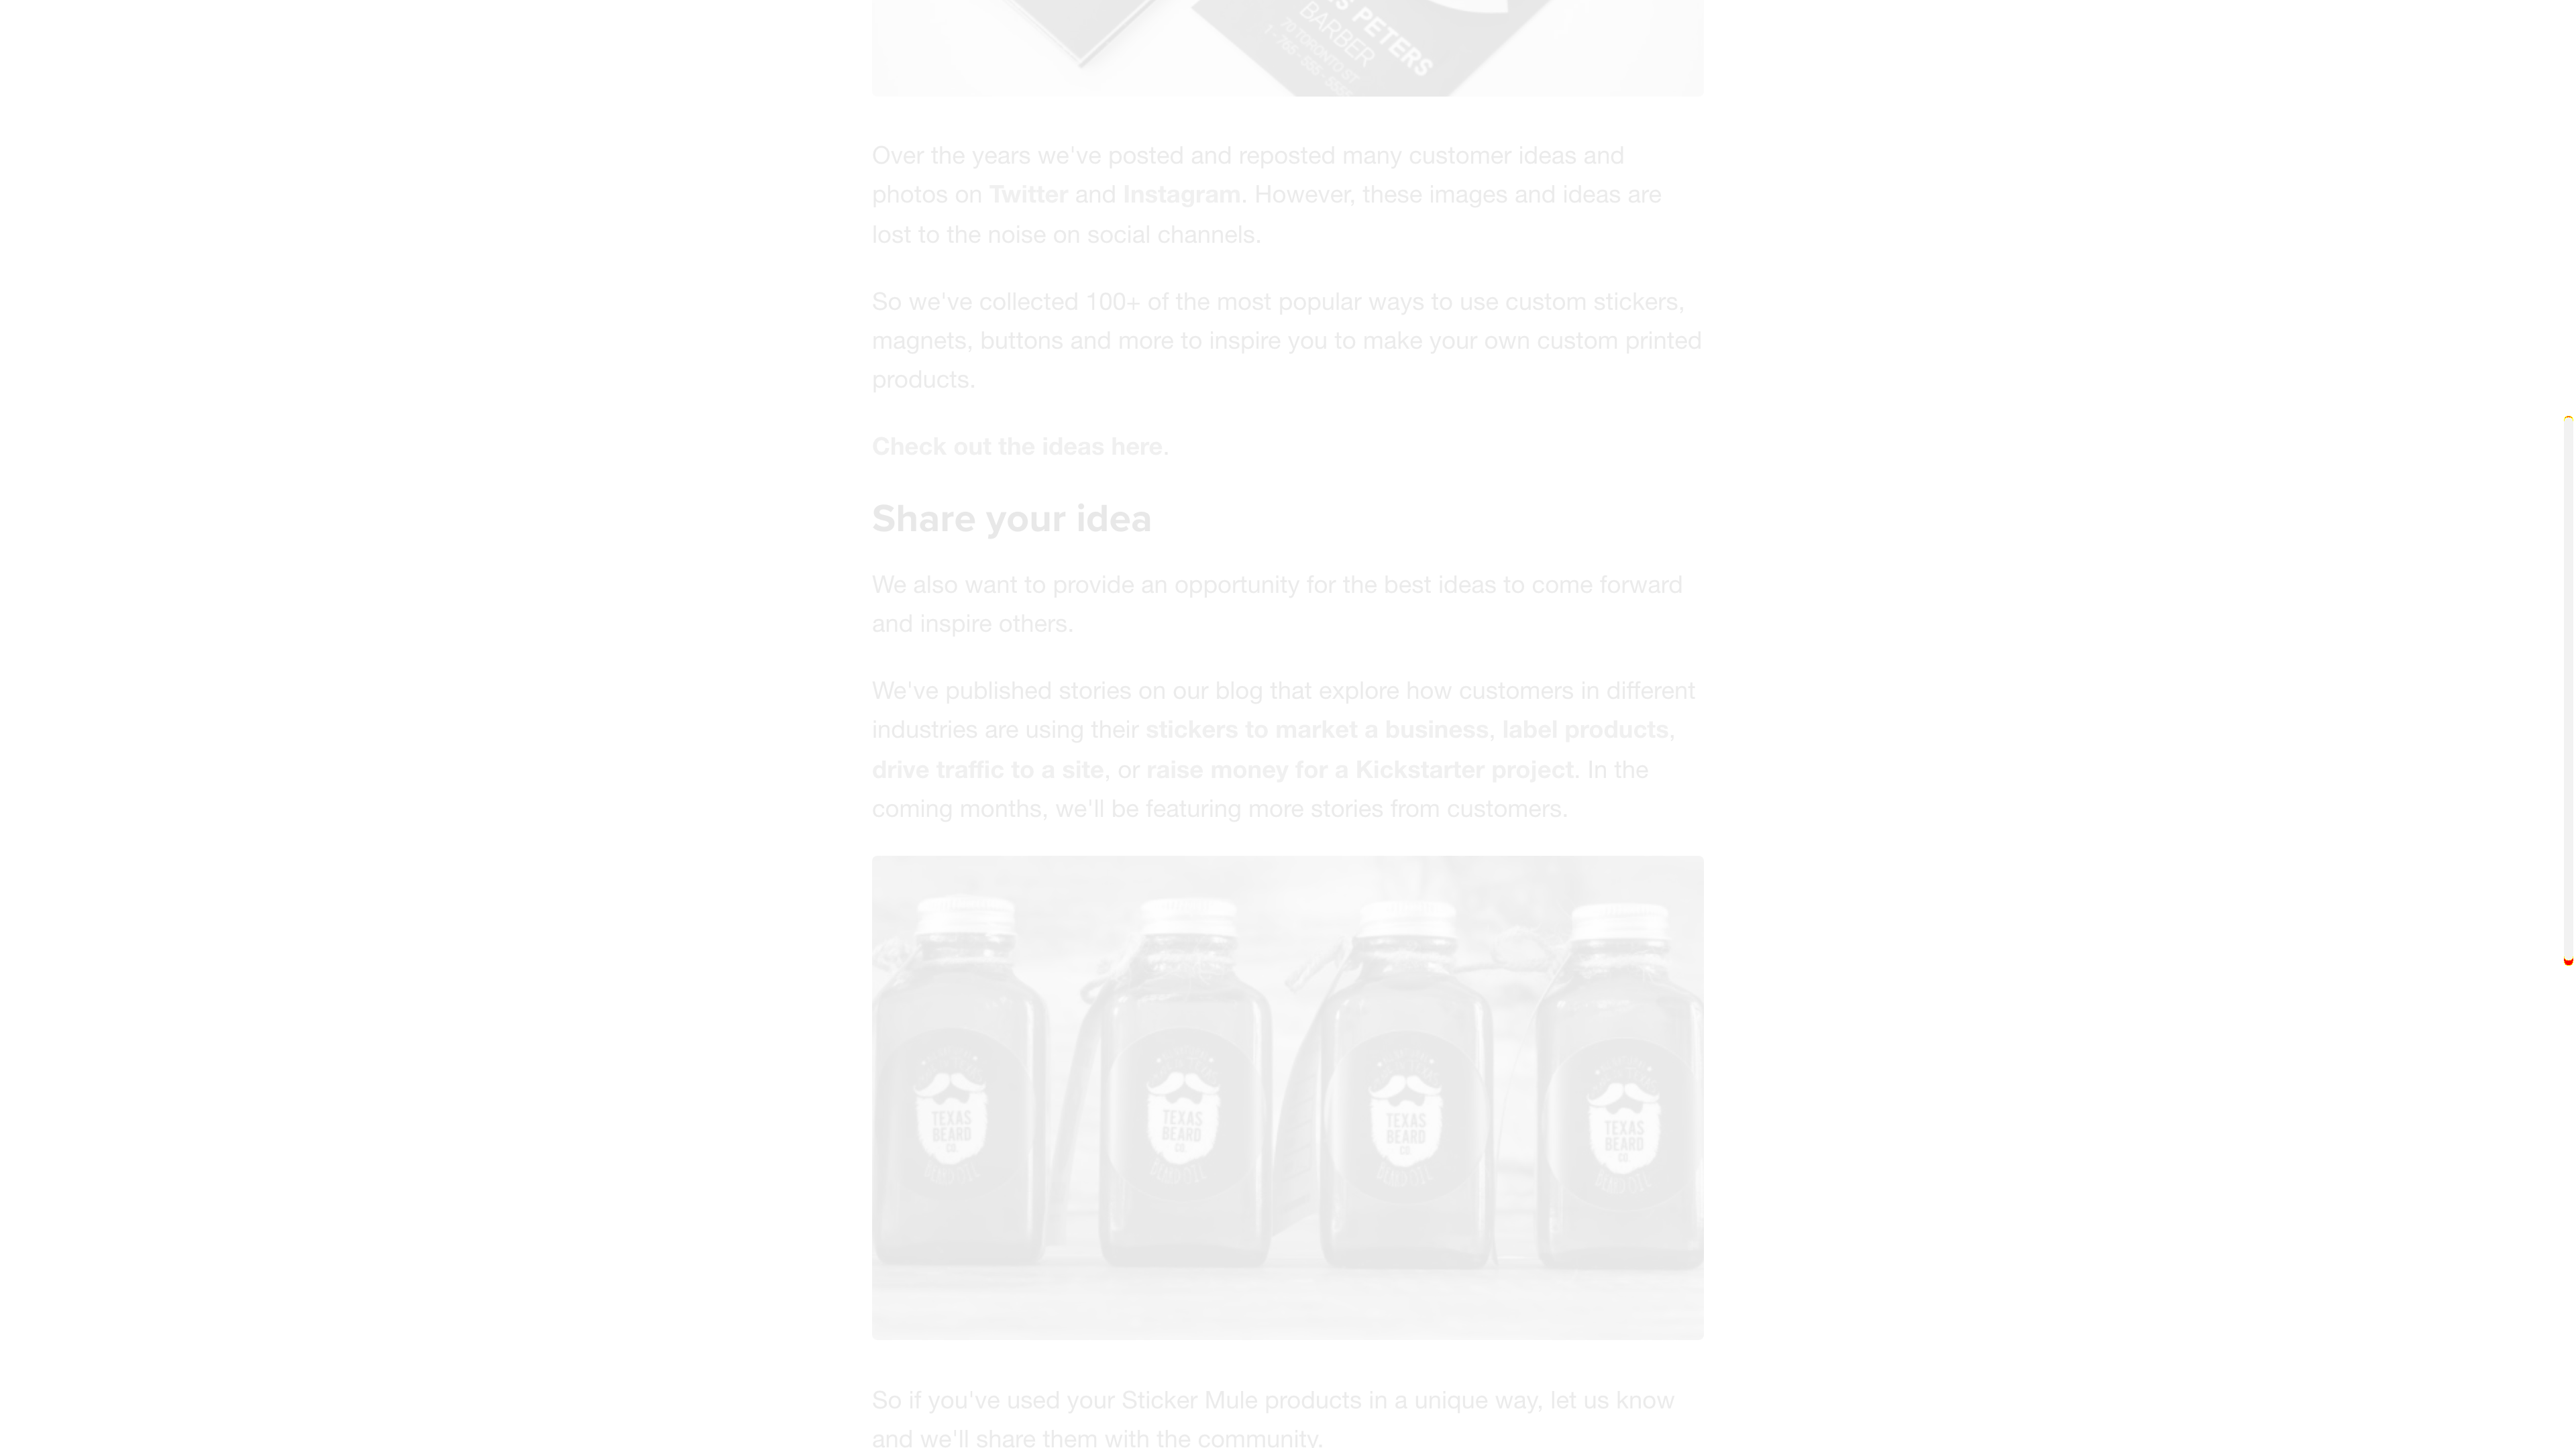 IS PETERS
BARBER
70 TORONTO ST
Over the years we've posted and reposted many customer ideas and
photos on Twitter and Instagram. However, these images and ideas are
lost to the noise on social channels.
So we've collected 100+ of the most popular ways to use custom stickers,
magnets, buttons and more to inspire you to make your own custom printed
products.
Check out the ideas here.
Share your idea
We also want to provide an opportunity for the best ideas to come forward
and inspire others.
We've published stories on our blog that explore how customers in different
industries are using their stickers to market a business, label products,
drive traffic to a site, or raise money for a Kickstarter project. In the
coming months, we'll be featuring more stories from customers.
TEXAS
BEARD
CO
TEXAS
BEARD
CO
TEXAS
BEARD
CO
TEXAS
BEARD
CO
So if you've used your Sticker Mule products in a unique way, let us know
and we'll share them with the community.